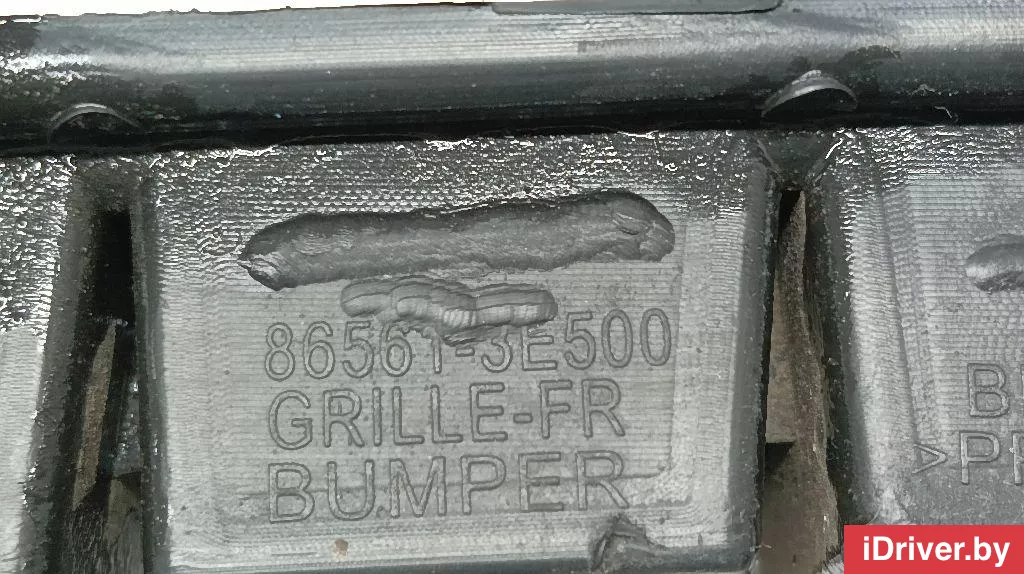 86561-3E500
GRILLE-FR
BUMPER
>P
iDriver.by